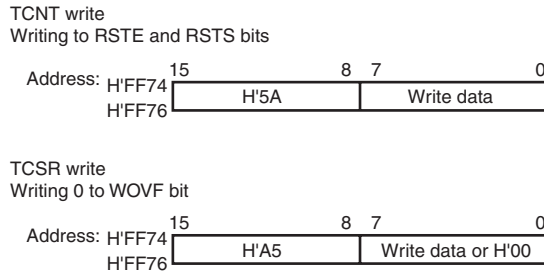 TCNT write
Writing to RSTE and RSTS bits
15 8 7 0
Address: H'FF74 H'5A Write data
H'FF76
TCSR write
Writing 0 to WOVF bit
15 8 7 0
Address: H'FF74 H'A5 Write data or H'00
H'FF76